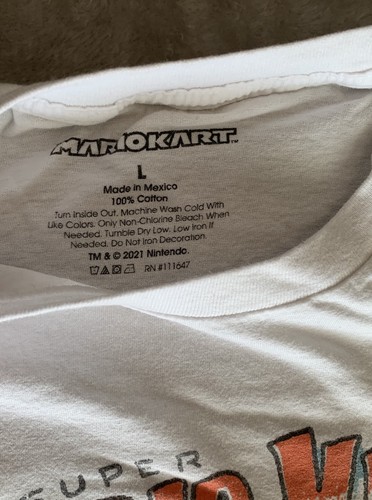 MARIOKART™
L
Made in Mexico
100% Cotton
Turn Inside Out. Machine Wash Cold With
Like Colors. Only Non-Chlorine Bleach When
Needed. Tumble Dry Low. Low Iron If
Needed. Do Not Iron Decoration.
TM & © 2021 Nintendo.
RN #111647
SUPER